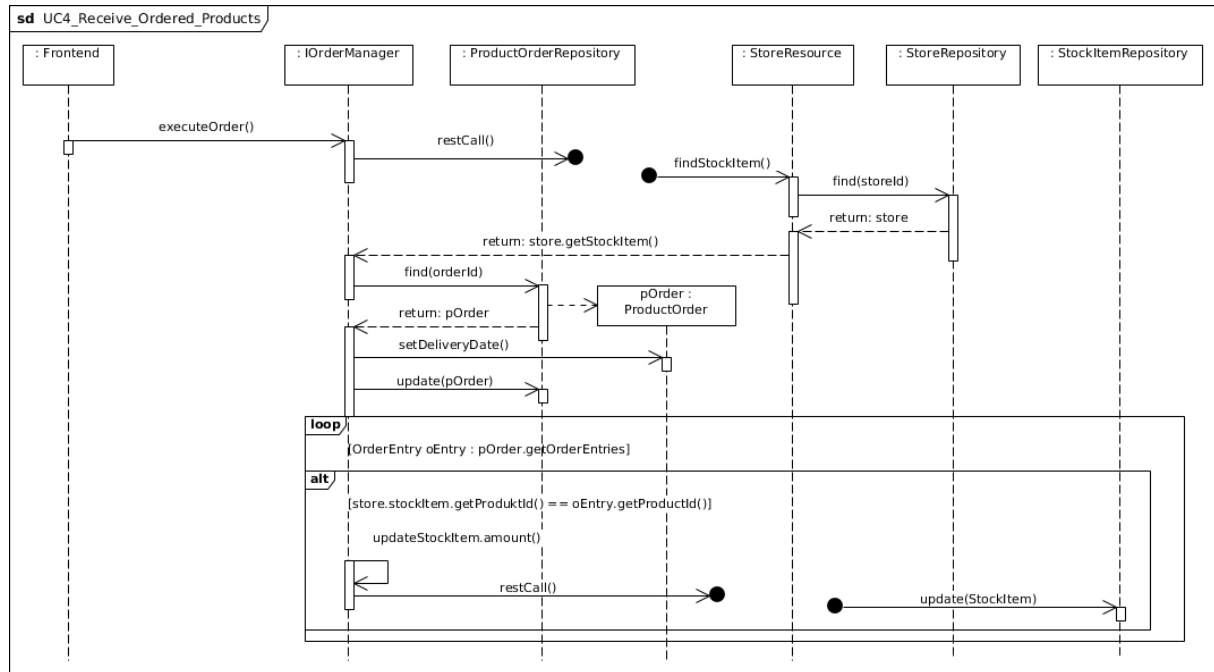 sd UC4_Receive_Ordered_Products
: Frontend
: IOrderManager
: ProductOrderRepository
: StoreResource
: StoreRepository
: StockItemRepository
executeOrder()
restCall()
findStockItem()
find(storeId)
return: store
return: store.getStockItem()
find(orderId)
pOrder :
ProductOrder
return: pOrder
setDeliveryDate()
update(pOrder)
loop
[OrderEntry oEntry : pOrder.getOrderEntries]
alt
[store.stockItem.getProduktId() == oEntry.getProductId()]
updateStockItem.amount()
restCall()
update(StockItem)